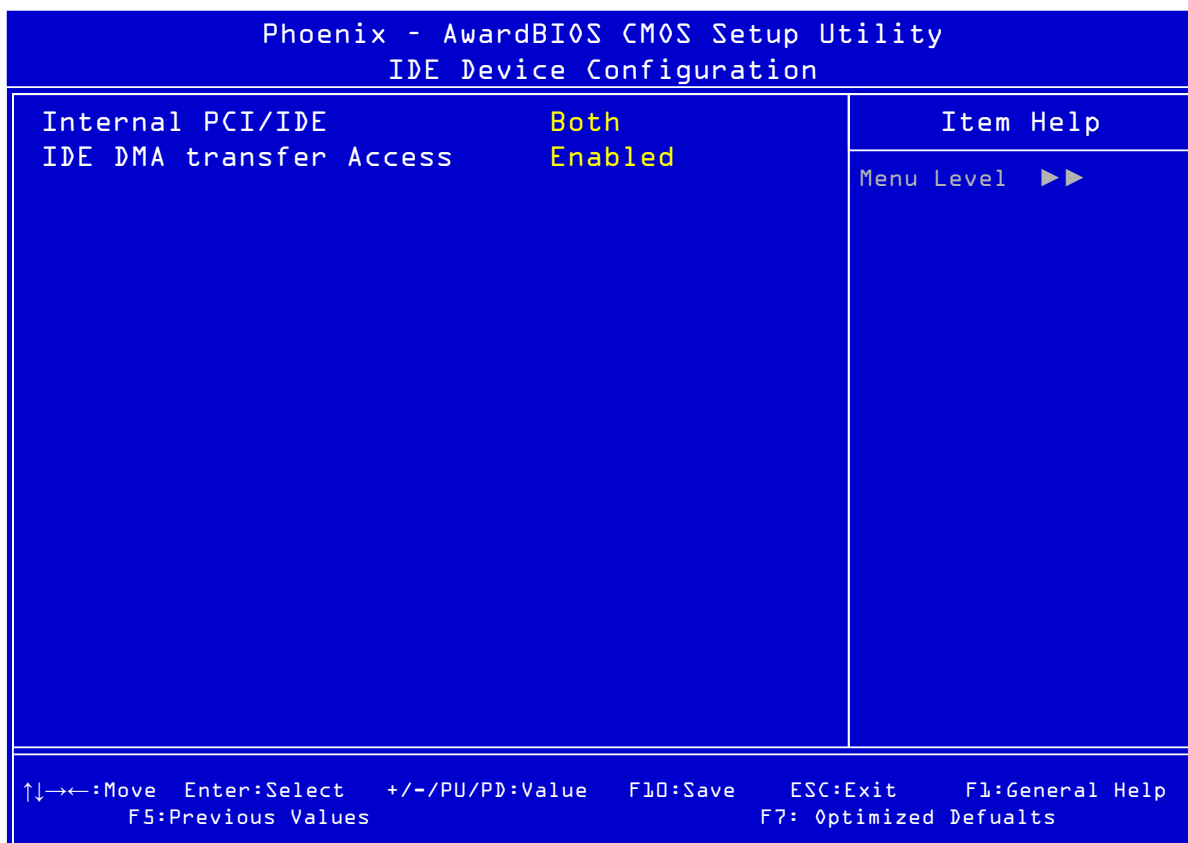 Phoenix - AwardBIOS CMOS Setup Utility
IDE Device Configuration
Internal PCI/IDE Both
IDE DMA transfer Access Enabled
Item Help
Menu Level ►►
↑↓→←:Move Enter:Select +/-/PU/PD:Value F10:Save ESC:Exit F1:General Help
F5:Previous Values F7: Optimized Defualts